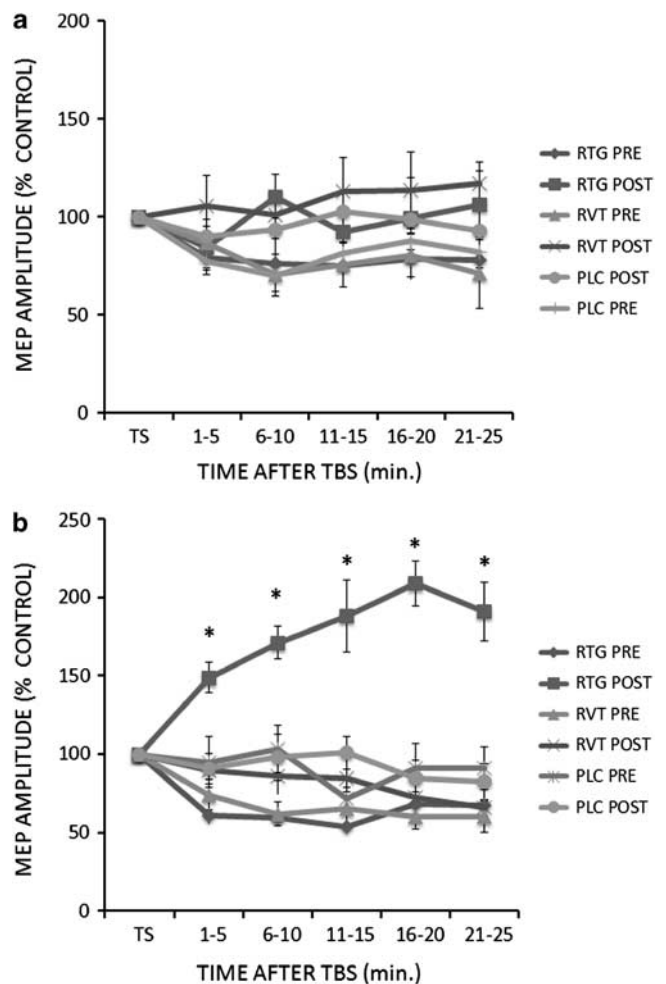 a
MEP AMPLITUDE (% CONTROL)
200
150
100
50
0
TS 1-5 6-10 11-15 16-20 21-25
TIME AFTER TBS (min.)
RTG PRE
RTG POST
RVT PRE
RVT POST
PLC POST
PLC PRE
b
MEP AMPLITUDE (% CONTROL)
250
200
150
100
50
0
* * * * *
TS 1-5 6-10 11-15 16-20 21-25
TIME AFTER TBS (min.)
RTG PRE
RTG POST
RVT PRE
RVT POST
PLC PRE
PLC POST